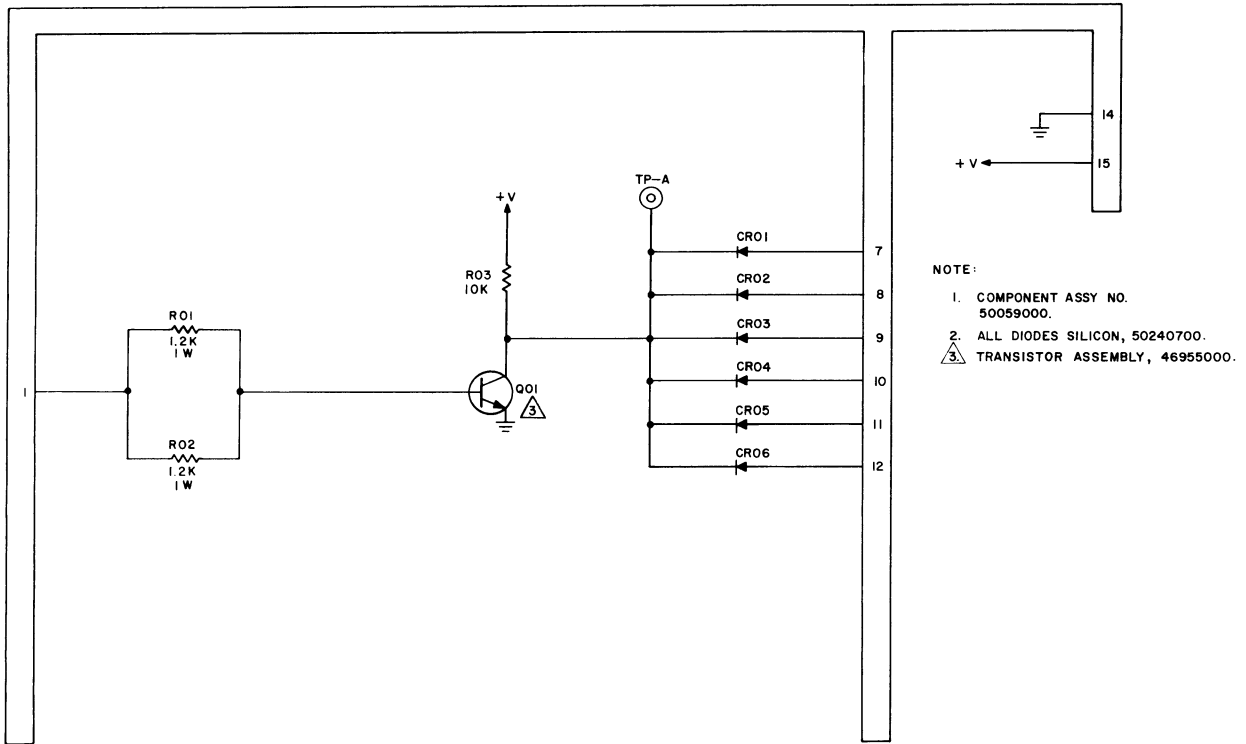 14
+V
15
TP-A
+V
CR01
7
R03
10K
CR02
8
CR03
9
CR04
10
CR05
11
CR06
12
R01
1.2K
1W
1
Q01
3
R02
1.2K
1W
NOTE:
1. COMPONENT ASSY NO.
50059000.
2. ALL DIODES SILICON, 50240700.
3. TRANSISTOR ASSEMBLY, 46955000.